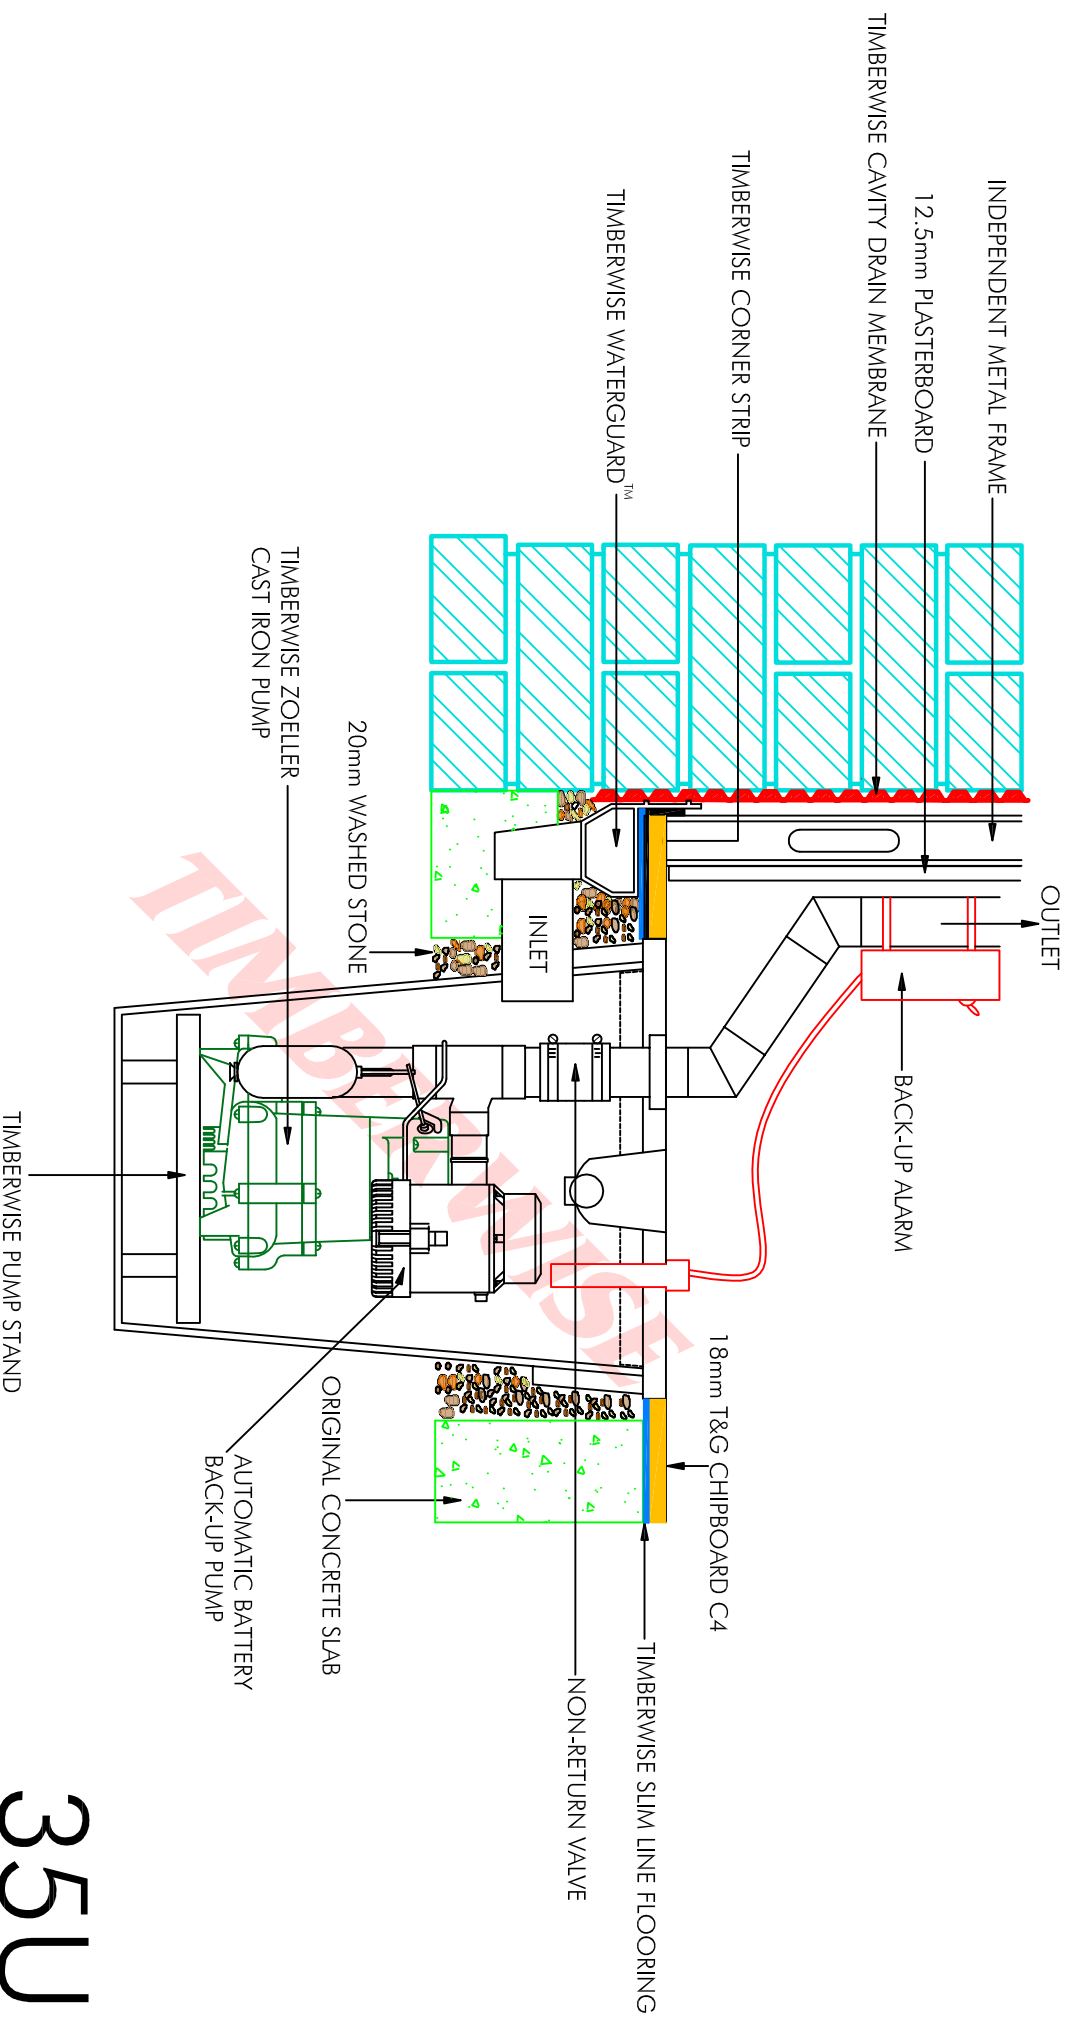 OUTLET
INDEPENDENT METAL FRAME
12.5mm PLASTERBOARD
TIMBERWISE CAVITY DRAIN MEMBRANE
BACK-UP ALARM
TIMBERWISE CORNER STRIP
18mm T&G CHIPBOARD C4
TIMBERWISE SLIM LINE FLOORING
TIMBERWISE WATERGUARD™
NON-RETURN VALVE
INLET
20mm WASHED STONE
ORIGINAL CONCRETE SLAB
TIMBERWISE ZOELLER
CAST IRON PUMP
AUTOMATIC BATTERY
BACK-UP PUMP
TIMBERWISE PUMP STAND
TIMBERWISE
35U